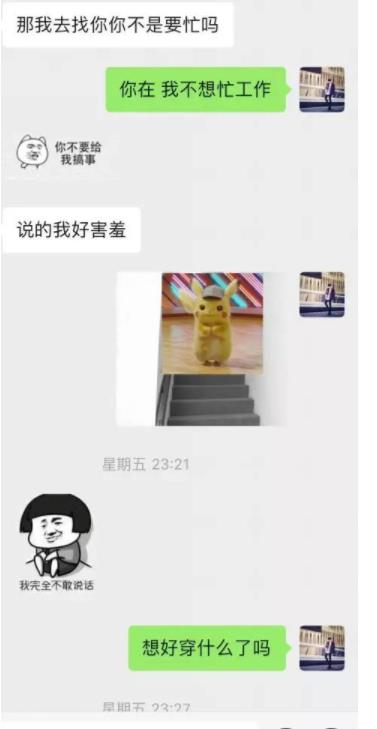 那我去找你你不是要忙吗
你在 我不想忙工作
你不要给
我搞事
说的我好害羞
星期五 23:21
我完全不敢说话
想好穿什么了吗
星期五 23:27